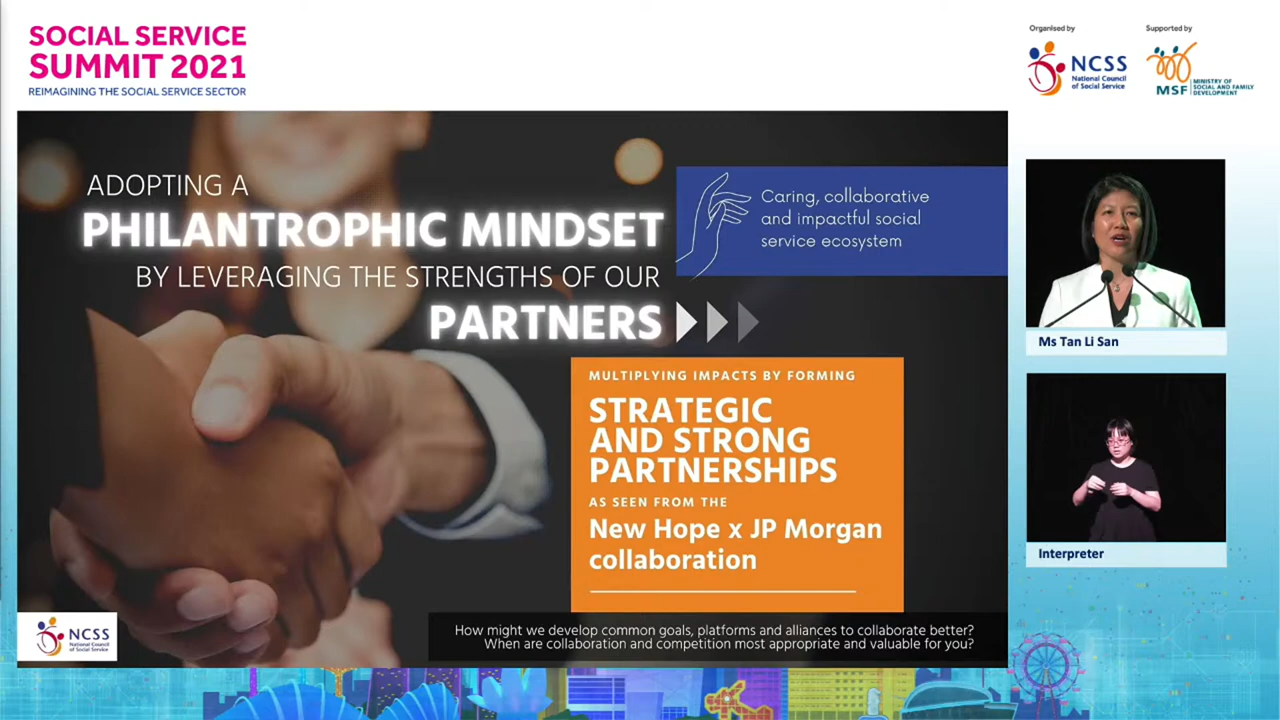 SOCIAL SERVICE
SUMMIT 2021
REIMAGINING THE SOCIAL SERVICE SECTOR
Organised by
NCSS
National Council
of Social Service
Supported by
MSF
MINISTRY OF
SOCIAL AND FAMILY
DEVELOPMENT
ADOPTING A
PHILANTROPHIC MINDSET
BY LEVERAGING THE STRENGTHS OF OUR
PARTNERS
Caring, collaborative
and impactful social
service ecosystem
MULTIPLYING IMPACTS BY FORMING
STRATEGIC
AND STRONG
PARTNERSHIPS
AS SEEN FROM THE
New Hope x JP Morgan
collaboration
How might we develop common goals, platforms and alliances to collaborate better?
When are collaboration and competition most appropriate and valuable for you?
NCSS
National Council
of Social Service
Ms Tan Li San
Interpreter